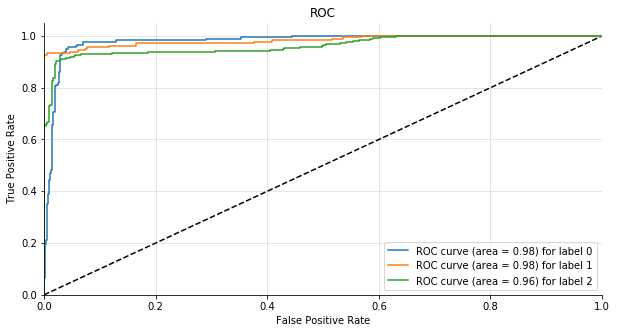 ROC
1.0
0.8
0.6
0.4
0.2
0.0
True Positive Rate
0.0 0.2 0.4 0.6 0.8 1.0
False Positive Rate
ROC curve (area = 0.98) for label 0
ROC curve (area = 0.98) for label 1
ROC curve (area = 0.96) for label 2